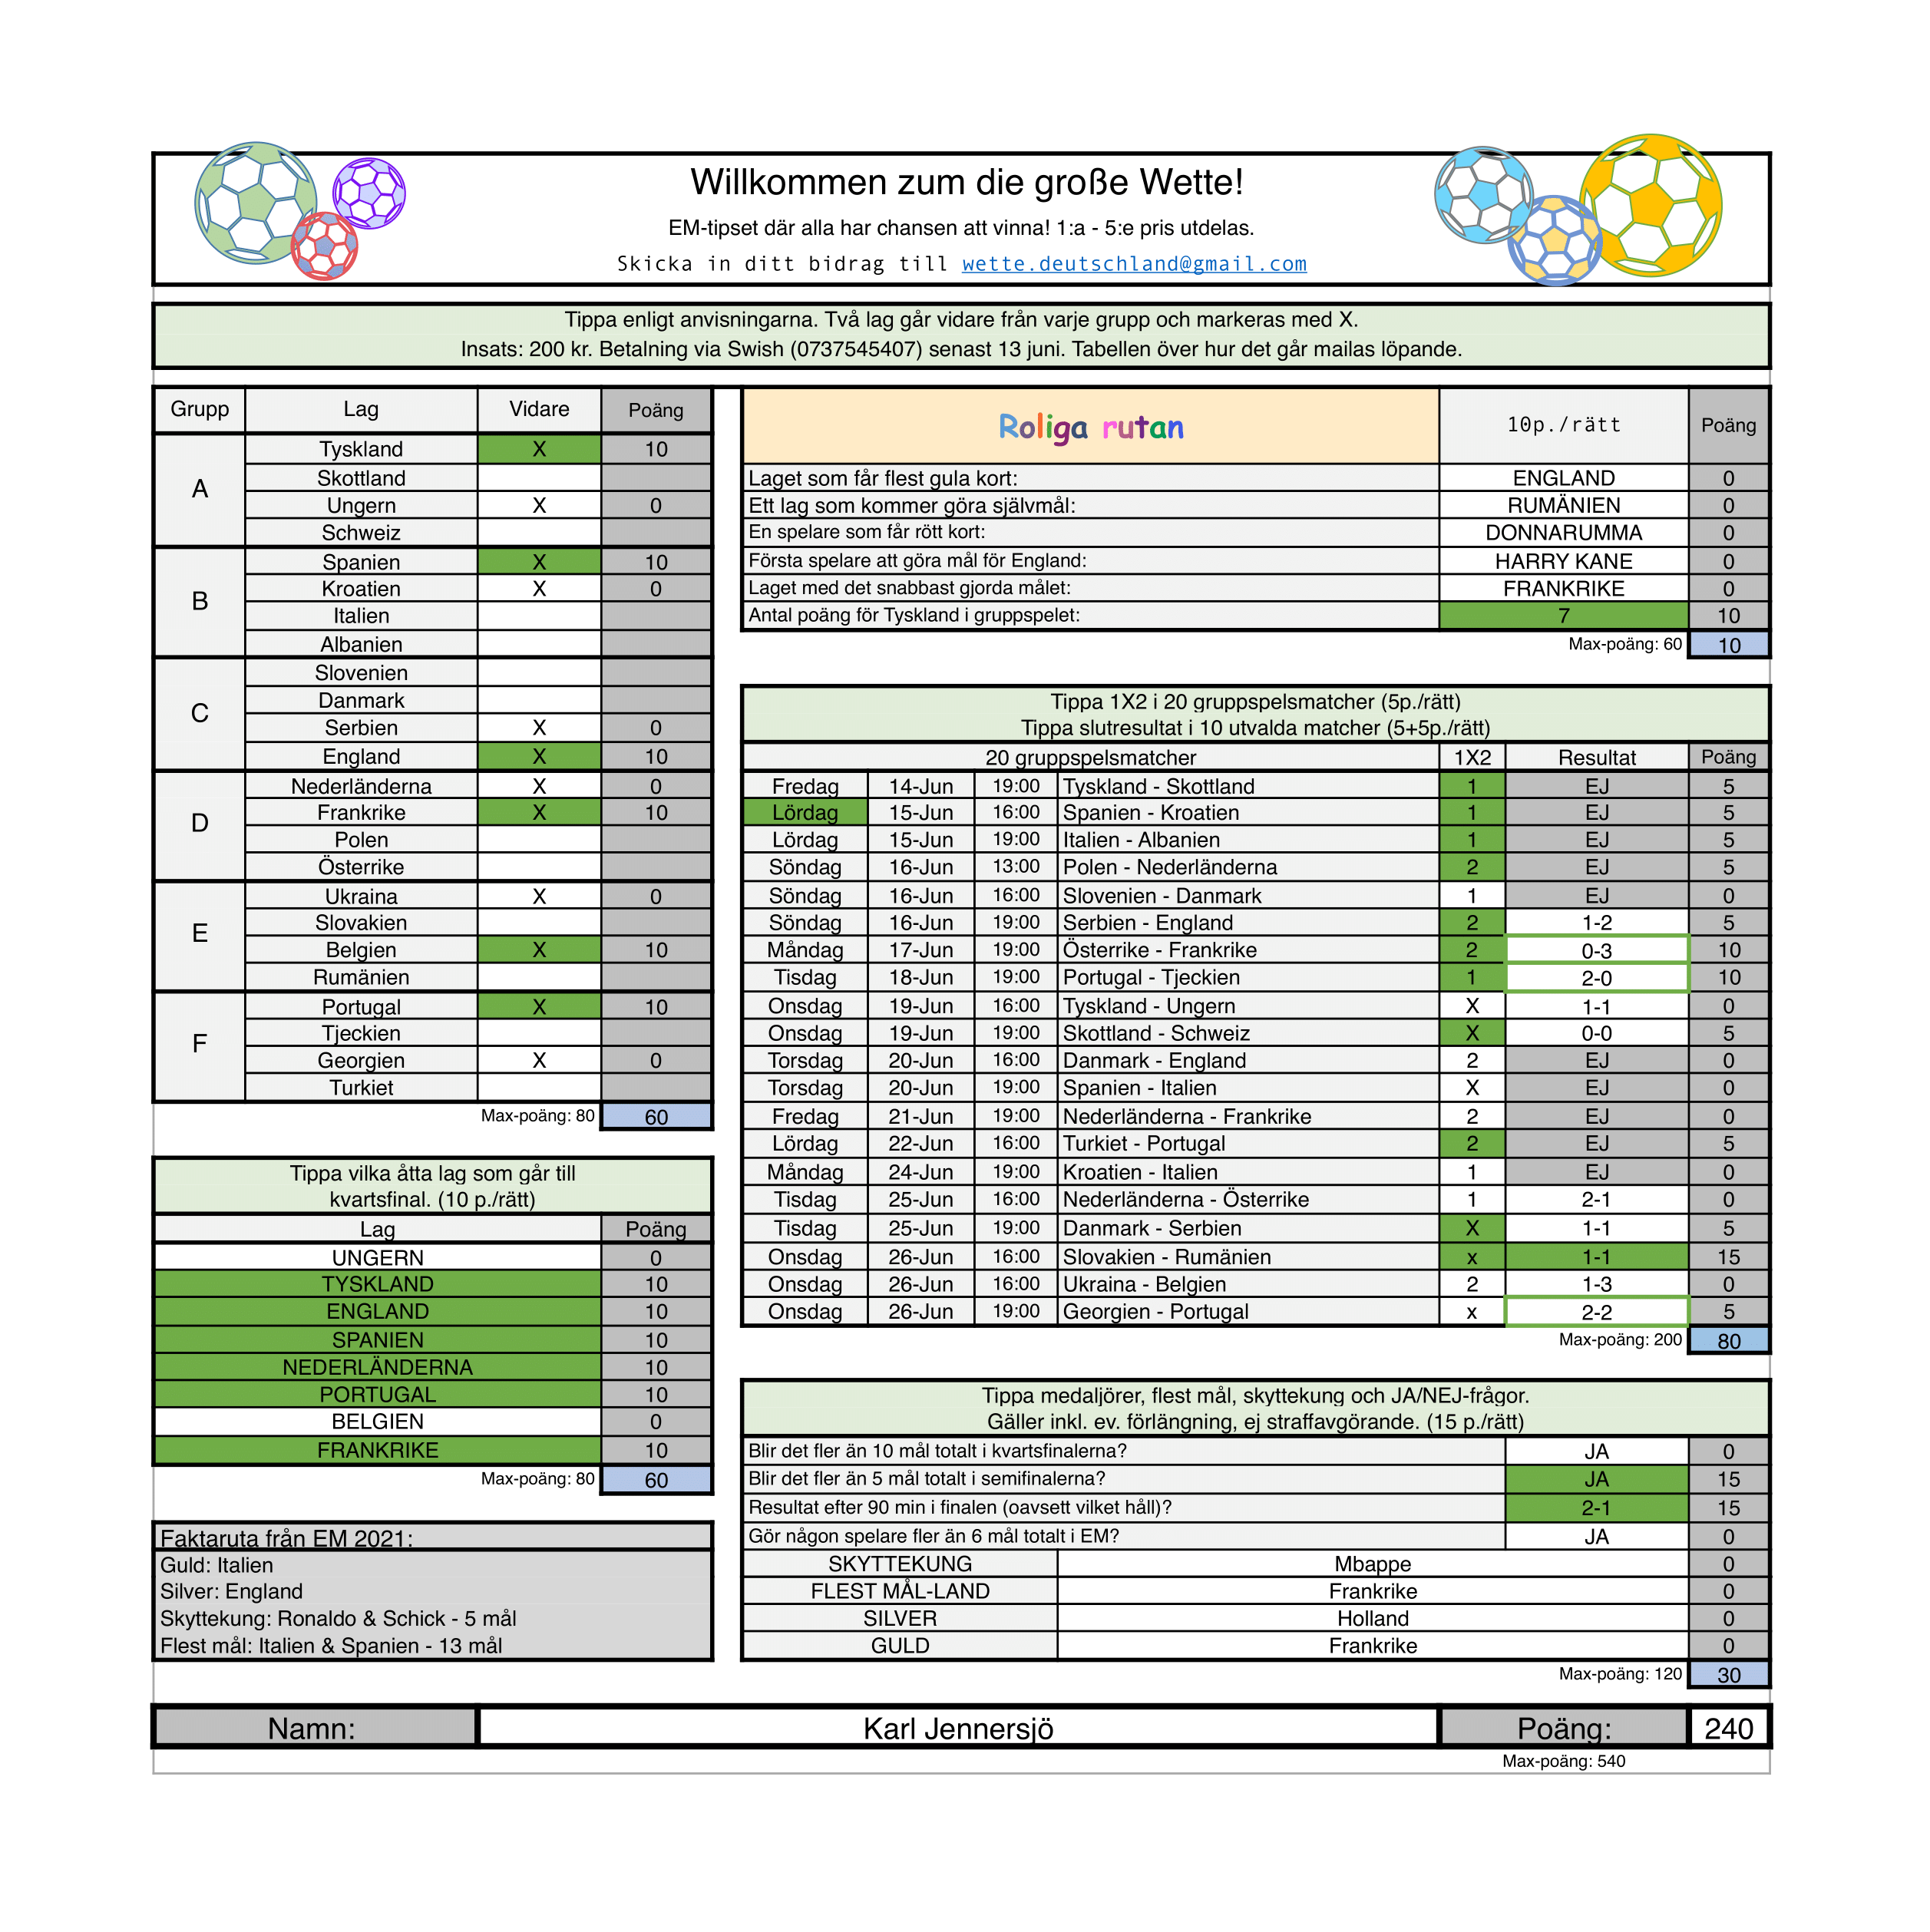 Willkommen zum die große Wette!
EM-tipset där alla har chansen att vinna! 1:a - 5:e pris utdelas.
Skicka in ditt bidrag till wette.deutschland@gmail.com
Tippa enligt anvisningarna. Två lag går vidare från varje grupp och markeras med X.
Insats: 200 kr. Betalning via Swish (0737545407) senast 13 juni. Tabellen över hur det går mailas löpande.
Grupp Lag Vidare Poäng
A
Tyskland X 10
Skottland
Ungern X 0
Schweiz
B
Spanien X 10
Kroatien X 0
Italien
Albanien
C
Slovenien
Danmark
Serbien X 0
England X 10
D
Nederländerna X 0
Frankrike X 10
Polen
Österrike
E
Ukraina X 0
Slovakien
Belgien X 10
Rumänien
F
Portugal X 10
Tjeckien
Georgien X 0
Turkiet
Max-poäng: 80 60
Tippa vilka åtta lag som går till
kvartsfinal. (10 p./rätt)
Lag Poäng
UNGERN 0
TYSKLAND 10
ENGLAND 10
SPANIEN 10
NEDERLÄNDERNA 10
PORTUGAL 10
BELGIEN 0
FRANKRIKE 10
Max-poäng: 80 60
Faktaruta från EM 2021:
Guld: Italien
Silver: England
Skyttekung: Ronaldo & Schick - 5 mål
Flest mål: Italien & Spanien - 13 mål
Roliga rutan 10p./rätt Poäng
Laget som får flest gula kort: ENGLAND 0
Ett lag som kommer göra självmål: RUMÄNIEN 0
En spelare som får rött kort: DONNARUMMA 0
Första spelare att göra mål för England: HARRY KANE 0
Laget med det snabbast gjorda målet: FRANKRIKE 0
Antal poäng för Tyskland i gruppspelet: 7 10
Max-poäng: 60 10
Tippa 1X2 i 20 gruppspelsmatcher (5p./rätt)
Tippa slutresultat i 10 utvalda matcher (5+5p./rätt)
20 gruppspelsmatcher 1X2 Resultat Poäng
Fredag 14-Jun 19:00 Tyskland - Skottland 1 EJ 5
Lördag 15-Jun 16:00 Spanien - Kroatien 1 EJ 5
Lördag 15-Jun 19:00 Italien - Albanien 1 EJ 5
Söndag 16-Jun 13:00 Polen - Nederländerna 2 EJ 5
Söndag 16-Jun 16:00 Slovenien - Danmark 1 EJ 0
Söndag 16-Jun 19:00 Serbien - England 2 1-2 5
Måndag 17-Jun 19:00 Österrike - Frankrike 2 0-3 10
Tisdag 18-Jun 19:00 Portugal - Tjeckien 1 2-0 10
Onsdag 19-Jun 16:00 Tyskland - Ungern X 1-1 0
Onsdag 19-Jun 19:00 Skottland - Schweiz X 0-0 5
Torsdag 20-Jun 16:00 Danmark - England 2 EJ 0
Torsdag 20-Jun 19:00 Spanien - Italien X EJ 0
Fredag 21-Jun 19:00 Nederländerna - Frankrike 2 EJ 0
Lördag 22-Jun 16:00 Turkiet - Portugal 2 EJ 5
Måndag 24-Jun 19:00 Kroatien - Italien 1 EJ 0
Tisdag 25-Jun 16:00 Nederländerna - Österrike 1 2-1 0
Tisdag 25-Jun 19:00 Danmark - Serbien X 1-1 5
Onsdag 26-Jun 16:00 Slovakien - Rumänien x 1-1 15
Onsdag 26-Jun 16:00 Ukraina - Belgien 2 1-3 0
Onsdag 26-Jun 19:00 Georgien - Portugal x 2-2 5
Max-poäng: 200 80
Tippa medaljörer, flest mål, skyttekung och JA/NEJ-frågor.
Gäller inkl. ev. förlängning, ej straffavgörande. (15 p./rätt)
Blir det fler än 10 mål totalt i kvartsfinalerna? JA 0
Blir det fler än 5 mål totalt i semifinalerna? JA 15
Resultat efter 90 min i finalen (oavsett vilket håll)? 2-1 15
Gör någon spelare fler än 6 mål totalt i EM? JA 0
SKYTTEKUNG Mbappe 0
FLEST MÅL-LAND Frankrike 0
SILVER Holland 0
GULD Frankrike 0
Max-poäng: 120 30
Namn: Karl Jennersjö Poäng: 240
Max-poäng: 540